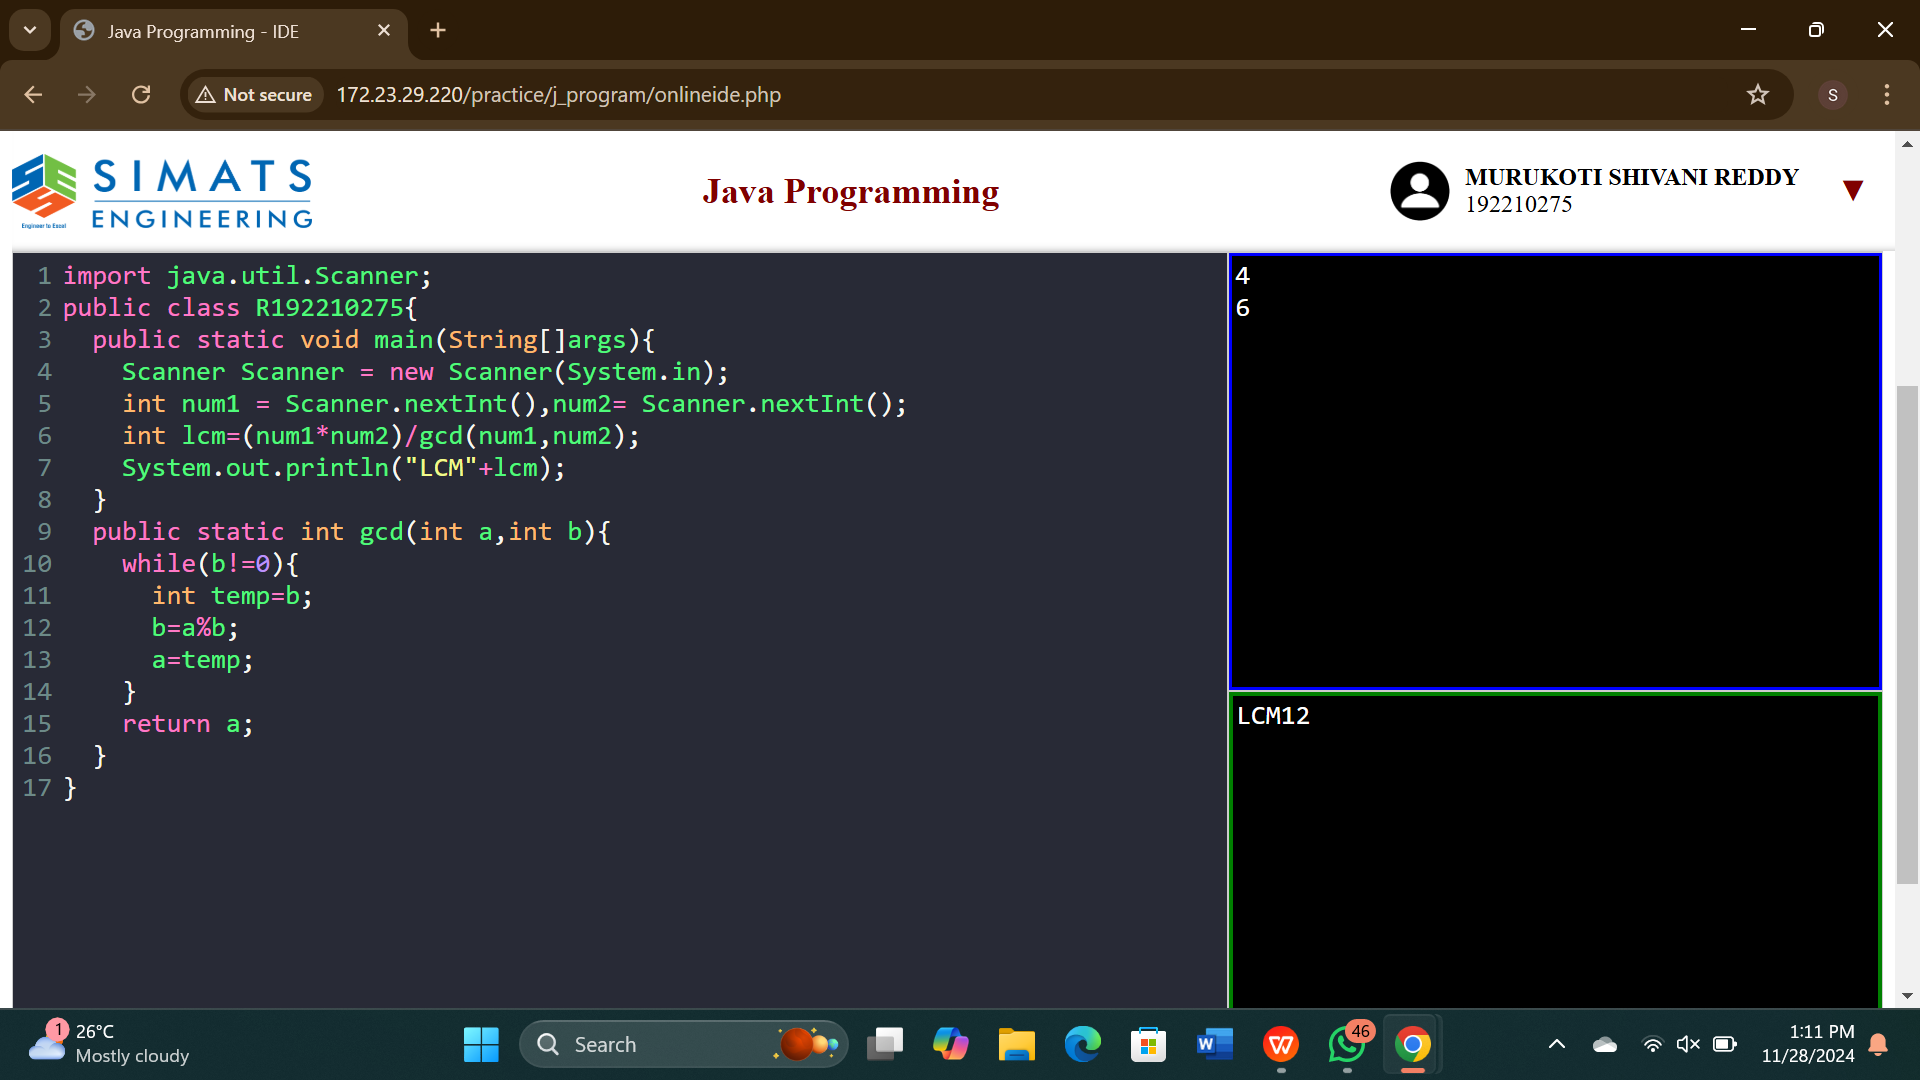 Java Programming - IDE
Not secure
172.23.29.220/practice/j_program/onlineide.php
S
SIMATS
ENGINEERING
Engineer to Excel
Java Programming
MURUKOTI SHIVANI REDDY
192210275
1 import java.util.Scanner;
2 public class R192210275{
3 public static void main(String[]args){
4 Scanner Scanner = new Scanner(System.in);
5 int num1 = Scanner.nextInt(),num2= Scanner.nextInt();
6 int lcm=(num1*num2)/gcd(num1,num2);
7 System.out.println("LCM"+lcm);
8 }
9 public static int gcd(int a,int b){
10 while(b!=0){
11 int temp=b;
12 b=a%b;
13 a=temp;
14 }
15 return a;
16 }
17 }
4
6
LCM12
1
26°C
Mostly cloudy
Search
46
1:11 PM
11/28/2024